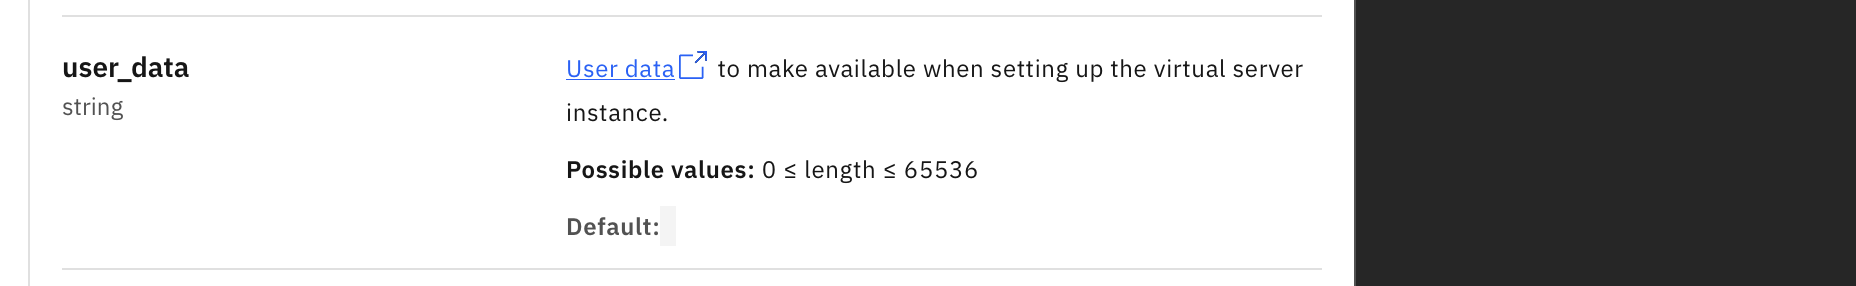 user_data
string
User data to make available when setting up the virtual server
instance.
Possible values: 0 ≤ length ≤ 65536
Default: